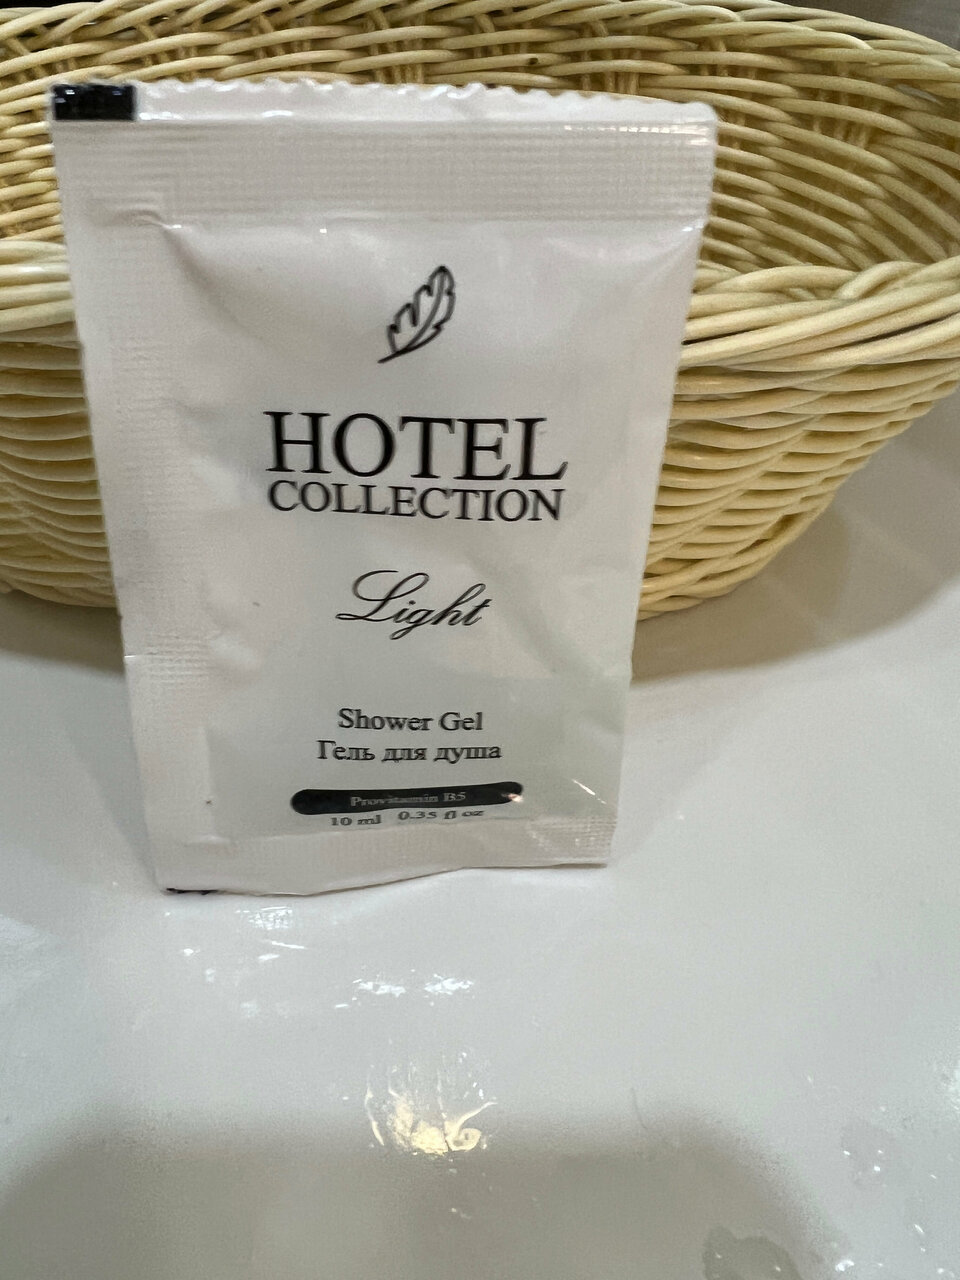 HOTEL
COLLECTION
Light
Shower Gel
Гель для душа
Provitamin B5
10 ml 0.35 fl oz